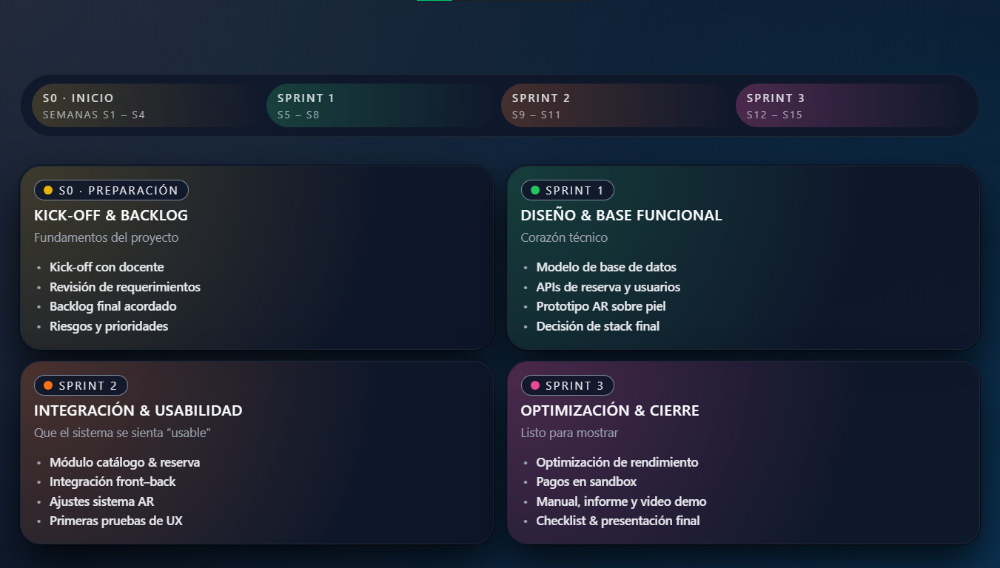 S0 · INICIO
SEMANAS S1 – S4
SPRINT 1
S5 – S8
SPRINT 2
S9 – S11
SPRINT 3
S12 – S15
S0 · PREPARACIÓN
KICK-OFF & BACKLOG
Fundamentos del proyecto
• Kick-off con docente
• Revisión de requerimientos
• Backlog final acordado
• Riesgos y prioridades
SPRINT 1
DISEÑO & BASE FUNCIONAL
Corazón técnico
• Modelo de base de datos
• APIs de reserva y usuarios
• Prototipo AR sobre piel
• Decisión de stack final
SPRINT 2
INTEGRACIÓN & USABILIDAD
Que el sistema se sienta “usable”
• Módulo catálogo & reserva
• Integración front–back
• Ajustes sistema AR
• Primeras pruebas de UX
SPRINT 3
OPTIMIZACIÓN & CIERRE
Listo para mostrar
• Optimización de rendimiento
• Pagos en sandbox
• Manual, informe y video demo
• Checklist & presentación final